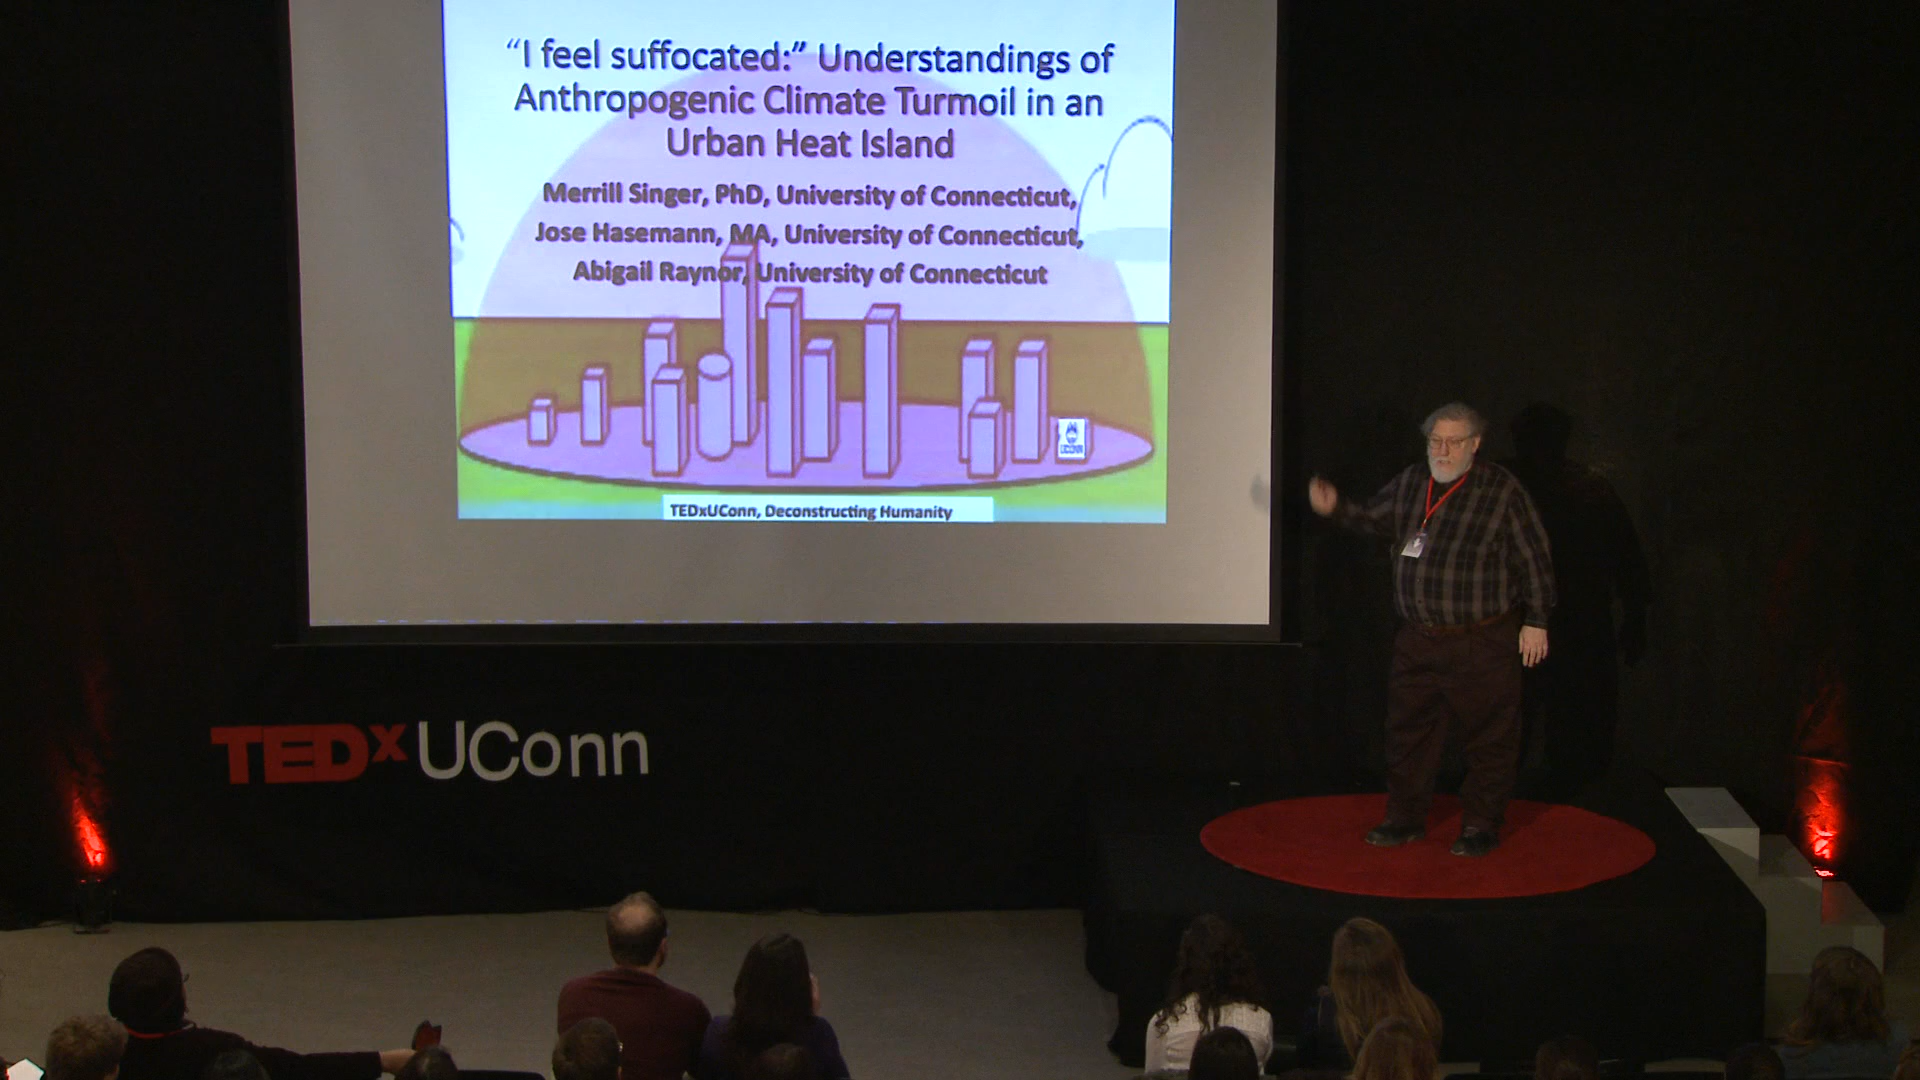 “I feel suffocated:” Understandings of
Anthropogenic Climate Turmoil in an
Urban Heat Island
Merrill Singer, PhD, University of Connecticut,
Jose Hasemann, MA, University of Connecticut,
Abigail Raynor, University of Connecticut
UCONN
TEDxUConn, Deconstructing Humanity
TEDxUConn